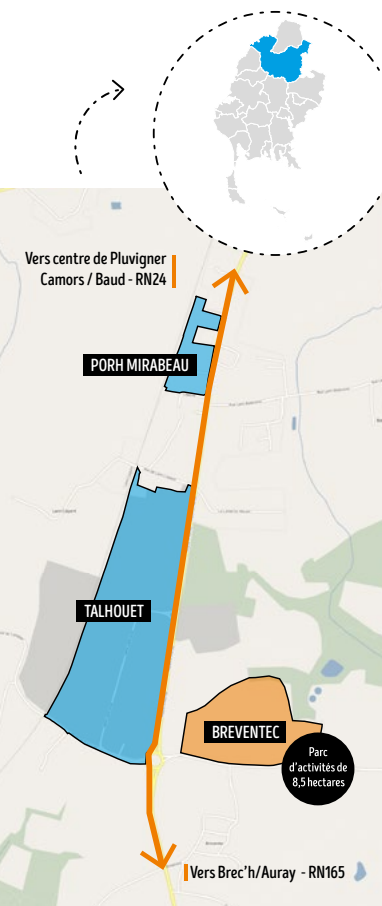 Vers centre de Pluvigner
Camors / Baud - RN24
PORH MIRABEAU
TALHOUET
BREVENTEC
Parc
d'activités de
8,5 hectares
Vers Brec'h/Auray - RN165